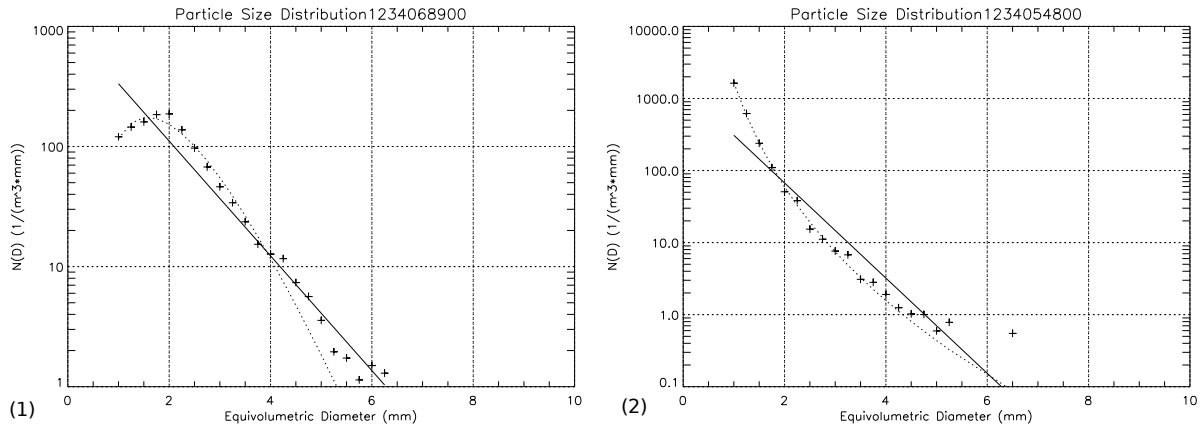 Particle Size Distribution1234068900
1000
100
10
1
N(D) (1/(m^3*mm))
0 2 4 6 8 10
Equivolumetric Diameter (mm)
(1)
Particle Size Distribution1234054800
10000.0
1000.0
100.0
10.0
1.0
0.1
N(D) (1/(m^3*mm))
0 2 4 6 8 10
Equivolumetric Diameter (mm)
(2)